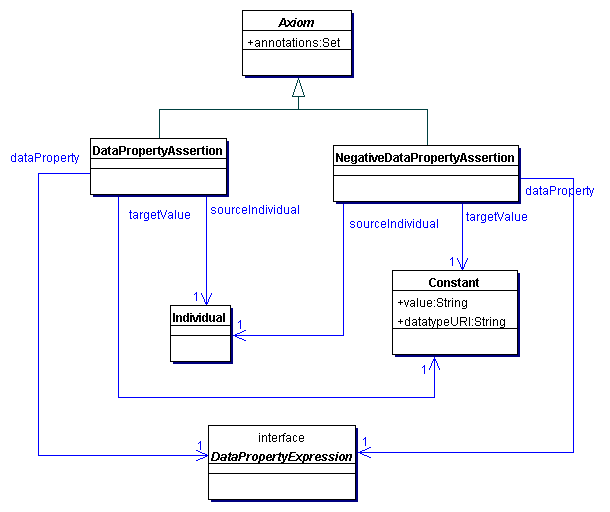 Axiom
+annotations:Set
DataPropertyAssertion
NegativeDataPropertyAssertion
dataProperty
dataProperty
targetValue
sourceIndividual
sourceIndividual
targetValue
1
1
Constant
+value:String
+datatypeURI:String
Individual
1
1
interface
DataPropertyExpression
1
1